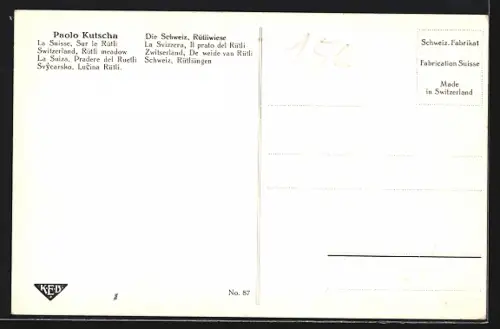 Paolo Kutscha
La Suisse, Sur le Rütli
Switzerland, Rütli meadow
La Suiza, Pradere del Ruetli
Švýcarsko, Lučina Rütli.
Die Schweiz, Rütliwiese
La Svizzera, Il prato del Rütli
Zwitserland, De weide van Rütli
Schweiz, Rütliängen
156
Schweiz. Fabrikat
Fabrication Suisse
Made
in Switzerland
K.E.B
No. 87